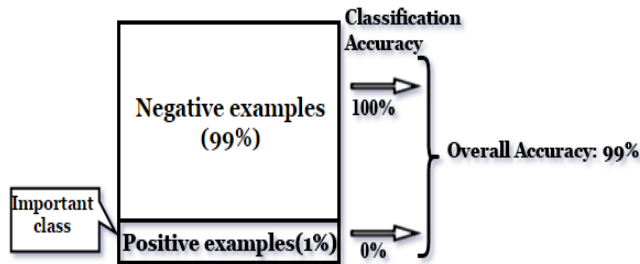 Classification
Accuracy
Negative examples
(99%)
100%
Overall Accuracy: 99%
Important
class
Positive examples(1%)
0%